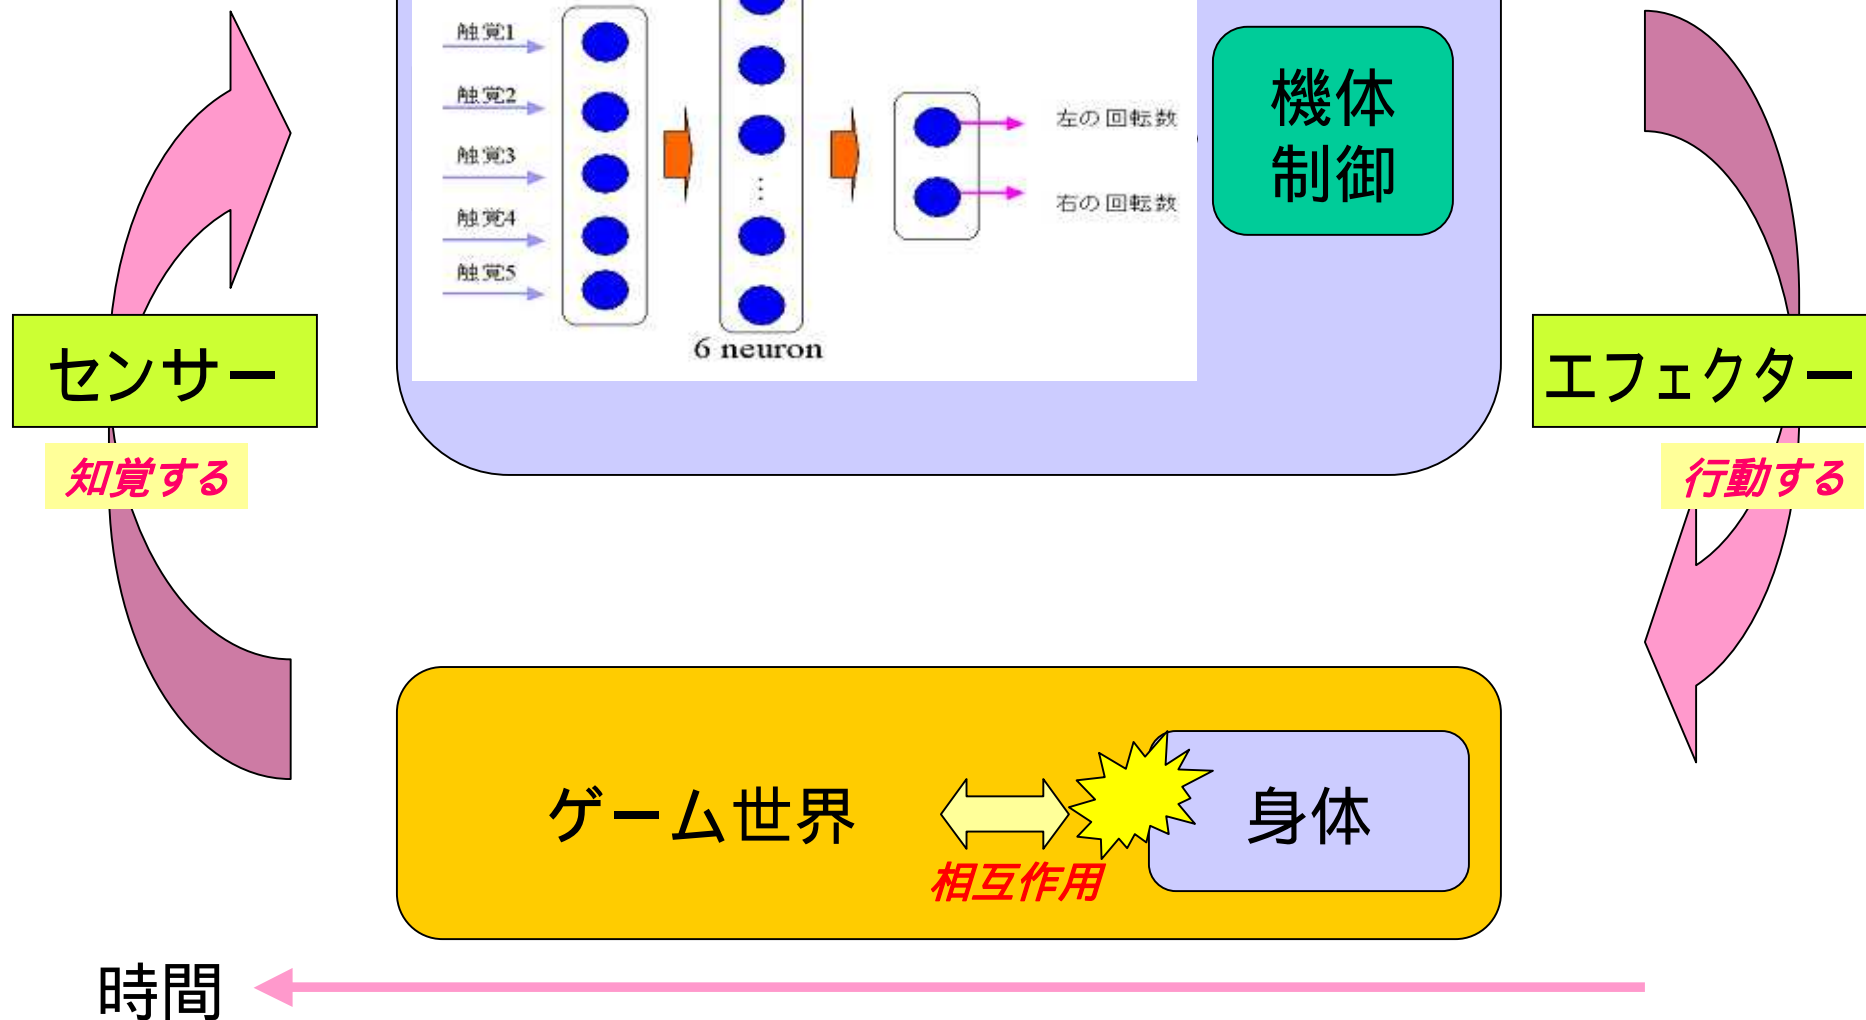 触覚1
触覚2
触覚3
触覚4
触覚5
6 neuron
左の回転数
右の回転数
機体
制御
センサー
知覚する
エフェクター
行動する
ゲーム世界
相互作用
身体
時間